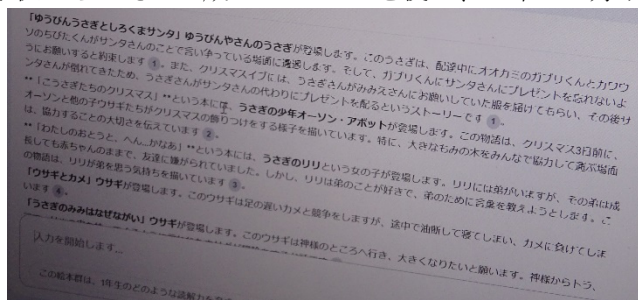 「ゆうびんうさぎとしろくまサンタ」ゆうびんやさんのうさぎが登場します。このうさぎは、配達中にオオカミのガブリくんとカワウ
ソのちびたくんがサンタさんのことで言い争っている場面に遭遇します。そして、ガブリくんにサンタさんにプレゼントを忘れないよ
うにお願いすると約束します 1 。また、クリスマスイブには、うさぎさんがみみえさんにお願いしていた服を届けてもらい、その後サ
ンタさんが倒れてきたため、うさぎさんがサンタさんの代わりにプレゼントを配るというストーリーです 1 。
**「こうさぎたちのクリスマス」**という本には、うさぎの少年オーソン・アボットが登場します。この物語は、クリスマス3日前に、
オーソンと他の子ウサギたちがクリスマスの飾りつけをする様子を描いています。特に、大きなもみの木をみんなで協力して運ぶ場面
は、協力することの大切さを伝えています 2 。
**「わたしのおとうと、へん…かなあ」**という本には、うさぎのリリという女の子が登場します。リリには弟がいますが、その弟は成
長しても赤ちゃんのままで、友達に嫌がられていました。しかし、リリは弟のことが好きで、弟のために言葉を教えようとします。こ
の物語は、リリが弟を思う気持ちを描いています 3 。
「ウサギとカメ」ウサギが登場します。このウサギは足の遅いカメと競争をしますが、途中で油断して寝てしまい、カメに負けてしま
います 4 。
「うさぎのみみはなぜながい」ウサギが登場します。このウサギは神様のところへ行き、大きくなりたいと願います。神様からトラ、
入力を開始します...
この絵本群は、1年生のどのような読解力を